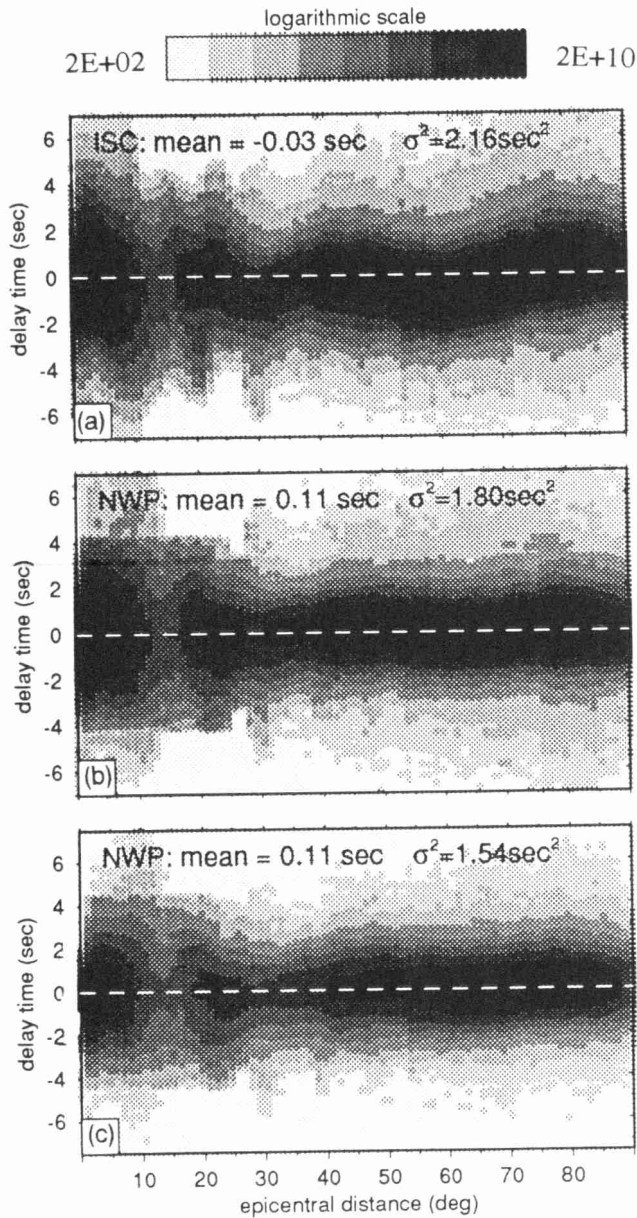 logarithmic scale
2E+02 2E+10
ISC: mean = -0.03 sec σ²=2.16sec²
6
4
2
0
-2
-4
-6
delay time (sec)
(a)
NWP: mean = 0.11 sec σ²=1.80sec²
6
4
2
0
-2
-4
-6
delay time (sec)
(b)
NWP: mean = 0.11 sec σ²=1.54sec²
6
4
2
0
-2
-4
-6
delay time (sec)
(c)
10 20 30 40 50 60 70 80
epicentral distance (deg)